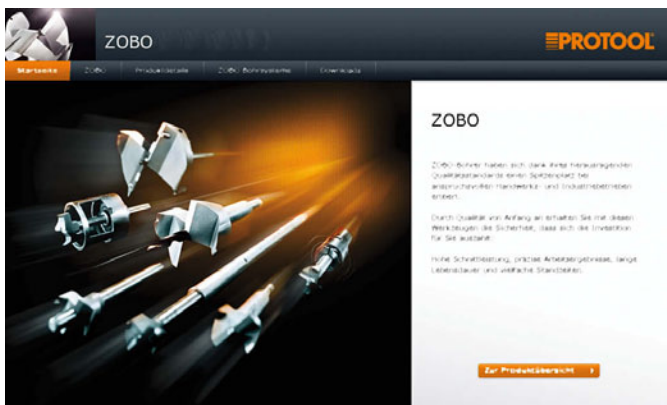 ZOBO
PROTOOL
Startseite ZOBO Produktdetails ZOBO Bohrsysteme Downloads
ZOBO
ZOBO-Bohrer haben sich dank ihres herausragenden
Qualitätsstandards einen Spitzenplatz bei
anspruchsvollen Handwerks- und Industriebetrieben
erobert.
Durch Qualität von Anfang an erhalten Sie mit diesen
Werkzeugen die Sicherheit, dass sich die Investition
für Sie auszahlt.
Hohe Schnittleistung, präzise Arbeitsergebnisse, lange
Lebensdauer und vielfache Standzeiten.
Zur Produktübersicht